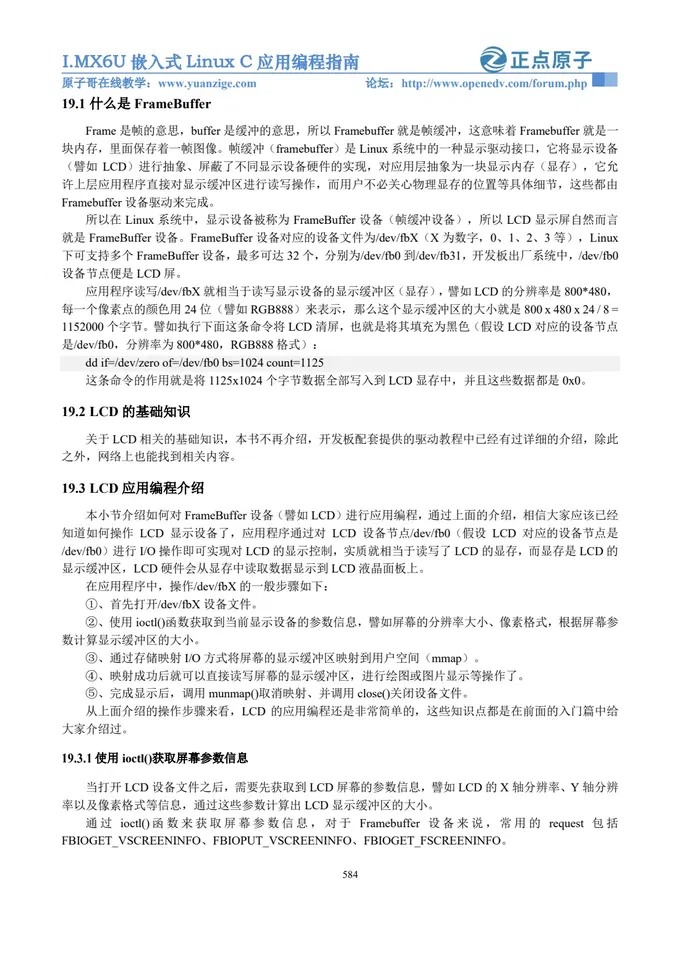 I.MX6U 嵌入式 Linux C 应用编程指南
正点原子
原子哥在线教学：www.yuanzige.com
论坛：http://www.openedv.com/forum.php
19.1 什么是 FrameBuffer
Frame 是帧的意思，buffer 是缓冲的意思，所以 Framebuffer 就是帧缓冲，这意味着 Framebuffer 就是一
块内存，里面保存着一帧图像。帧缓冲（framebuffer）是 Linux 系统中的一种显示驱动接口，它将显示设备
（譬如 LCD）进行抽象、屏蔽了不同显示设备硬件的实现，对应用层抽象为一块显示内存（显存），它允
许上层应用程序直接对显示缓冲区进行读写操作，而用户不必关心物理显存的位置等具体细节，这些都由
Framebuffer 设备驱动来完成。
所以在 Linux 系统中，显示设备被称为 FrameBuffer 设备（帧缓冲设备），所以 LCD 显示屏自然而言
就是 FrameBuffer 设备。FrameBuffer 设备对应的设备文件为/dev/fbX（X 为数字，0、1、2、3 等），Linux
下可支持多个 FrameBuffer 设备，最多可达 32 个，分别为/dev/fb0 到/dev/fb31，开发板出厂系统中，/dev/fb0
设备节点便是 LCD 屏。
应用程序读写/dev/fbX 就相当于读写显示设备的显示缓冲区（显存），譬如 LCD 的分辨率是 800*480，
每一个像素点的颜色用 24 位（譬如 RGB888）来表示，那么这个显示缓冲区的大小就是 800 x 480 x 24 / 8 =
1152000 个字节。譬如执行下面这条命令将 LCD 清屏，也就是将其填充为黑色（假设 LCD 对应的设备节点
是/dev/fb0，分辨率为 800*480，RGB888 格式）：
dd if=/dev/zero of=/dev/fb0 bs=1024 count=1125
这条命令的作用就是将 1125x1024 个字节数据全部写入到 LCD 显存中，并且这些数据都是 0x0。
19.2 LCD 的基础知识
关于 LCD 相关的基础知识，本书不再介绍，开发板配套提供的驱动教程中已经有过详细的介绍，除此
之外，网络上也能找到相关内容。
19.3 LCD 应用编程介绍
本小节介绍如何对 FrameBuffer 设备（譬如 LCD）进行应用编程，通过上面的介绍，相信大家应该已经
知道如何操作 LCD 显示设备了，应用程序通过对 LCD 设备节点/dev/fb0（假设 LCD 对应的设备节点是
/dev/fb0）进行 I/O 操作即可实现对 LCD 的显示控制，实质就相当于读写了 LCD 的显存，而显存是 LCD 的
显示缓冲区，LCD 硬件会从显存中读取数据显示到 LCD 液晶面板上。
在应用程序中，操作/dev/fbX 的一般步骤如下：
①、首先打开/dev/fbX 设备文件。
②、使用 ioctl()函数获取到当前显示设备的参数信息，譬如屏幕的分辨率大小、像素格式，根据屏幕参
数计算显示缓冲区的大小。
③、通过存储映射 I/O 方式将屏幕的显示缓冲区映射到用户空间（mmap）。
④、映射成功后就可以直接读写屏幕的显示缓冲区，进行绘图或图片显示等操作了。
⑤、完成显示后，调用 munmap()取消映射、并调用 close()关闭设备文件。
从上面介绍的操作步骤来看，LCD 的应用编程还是非常简单的，这些知识点都是在前面的入门篇中给
大家介绍过。
19.3.1 使用 ioctl()获取屏幕参数信息
当打开 LCD 设备文件之后，需要先获取到 LCD 屏幕的参数信息，譬如 LCD 的 X 轴分辨率、Y 轴分辨
率以及像素格式等信息，通过这些参数计算出 LCD 显示缓冲区的大小。
通过 ioctl()函数来获取屏幕参数信息，对于 Framebuffer 设备来说，常用的 request 包括
FBIOGET_VSCREENINFO、FBIOPUT_VSCREENINFO、FBIOGET_FSCREENINFO。
584